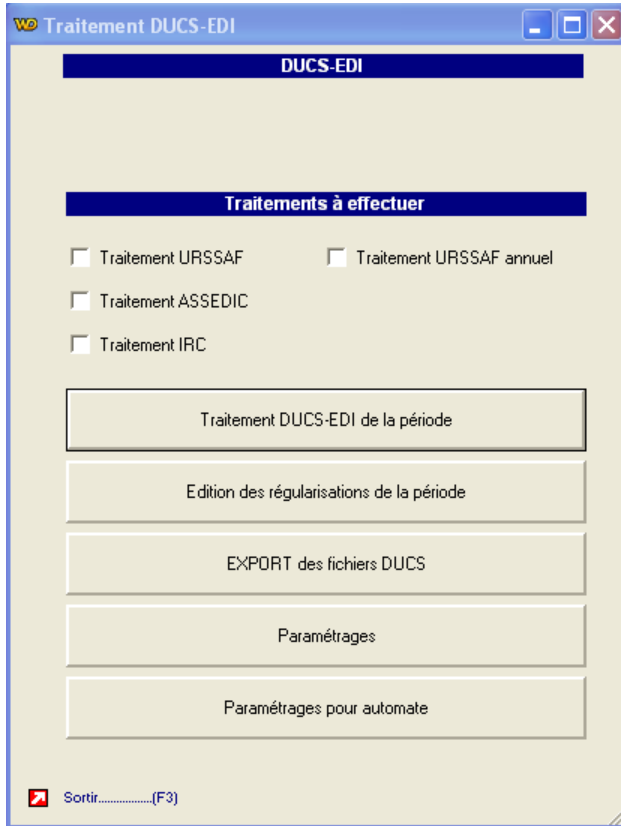 WD Traitement DUCS-EDI
DUCS-EDI
Traitements à effectuer
Traitement URSSAF Traitement URSSAF annuel
Traitement ASSEDIC
Traitement IRC
Traitement DUCS-EDI de la période
Edition des régularisations de la période
EXPORT des fichiers DUCS
Paramétrages
Paramétrages pour automate
Sortir................(F3)